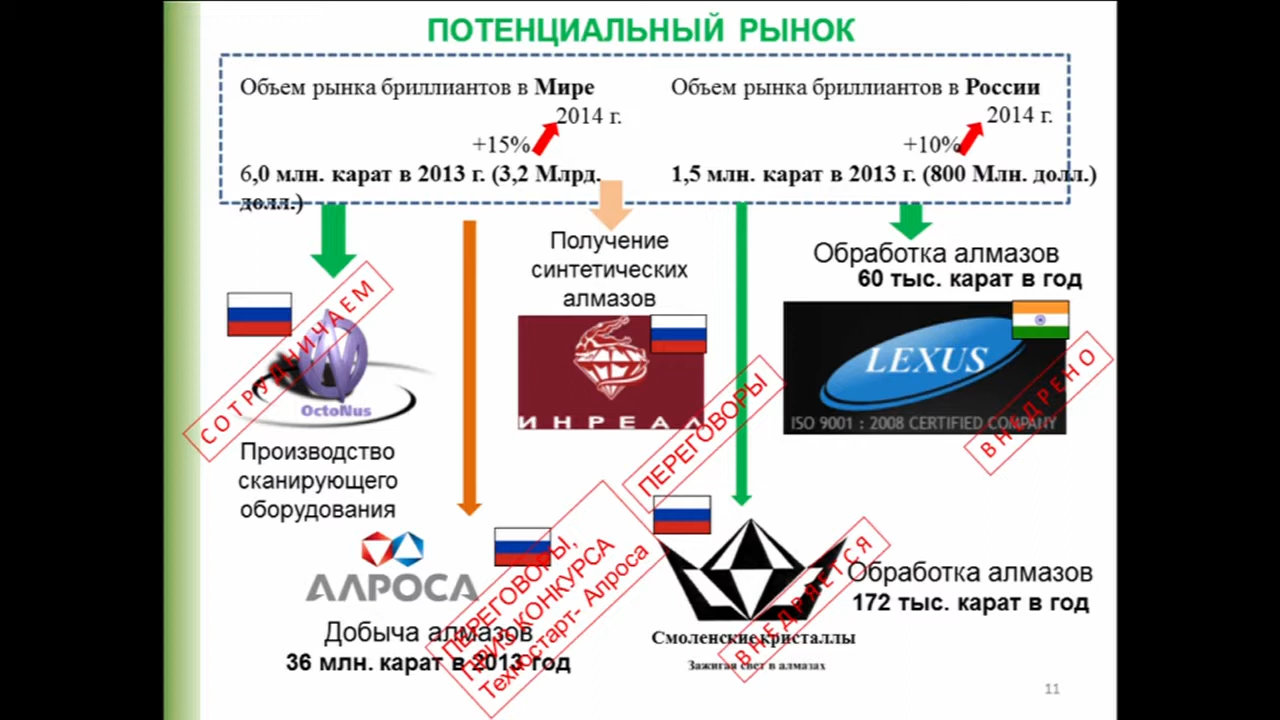 ПОТЕНЦИАЛЬНЫЙ РЫНОК
Объем рынка бриллиантов в Мире
2014 г.
+15%
6,0 млн. карат в 2013 г. (3,2 Млрд.
долл.)
Объем рынка бриллиантов в России
2014 г.
+10%
1,5 млн. карат в 2013 г. (800 Млн. долл.)
СОТРУДНИЧАЕМ
OctoNus
Производство
сканирующего
оборудования
Получение
синтетических
алмазов
ИНРЕАЛ
ПЕРЕГОВОРЫ
Обработка алмазов
60 тыс. карат в год
LEXUS
ISO 9001 : 2008 CERTIFIED COMPANY
ВНЕДРЕНО
АЛРОСА
Добыча алмазов
36 млн. карат в 2013 год
ПЕРЕГОВОРЫ,
ПРИЗ КОНКУРСА
Техностарт- Алроса
Смоленские кристаллы
Зажигая свет в алмазах
ВНЕДРЯЕТСЯ
Обработка алмазов
172 тыс. карат в год
11